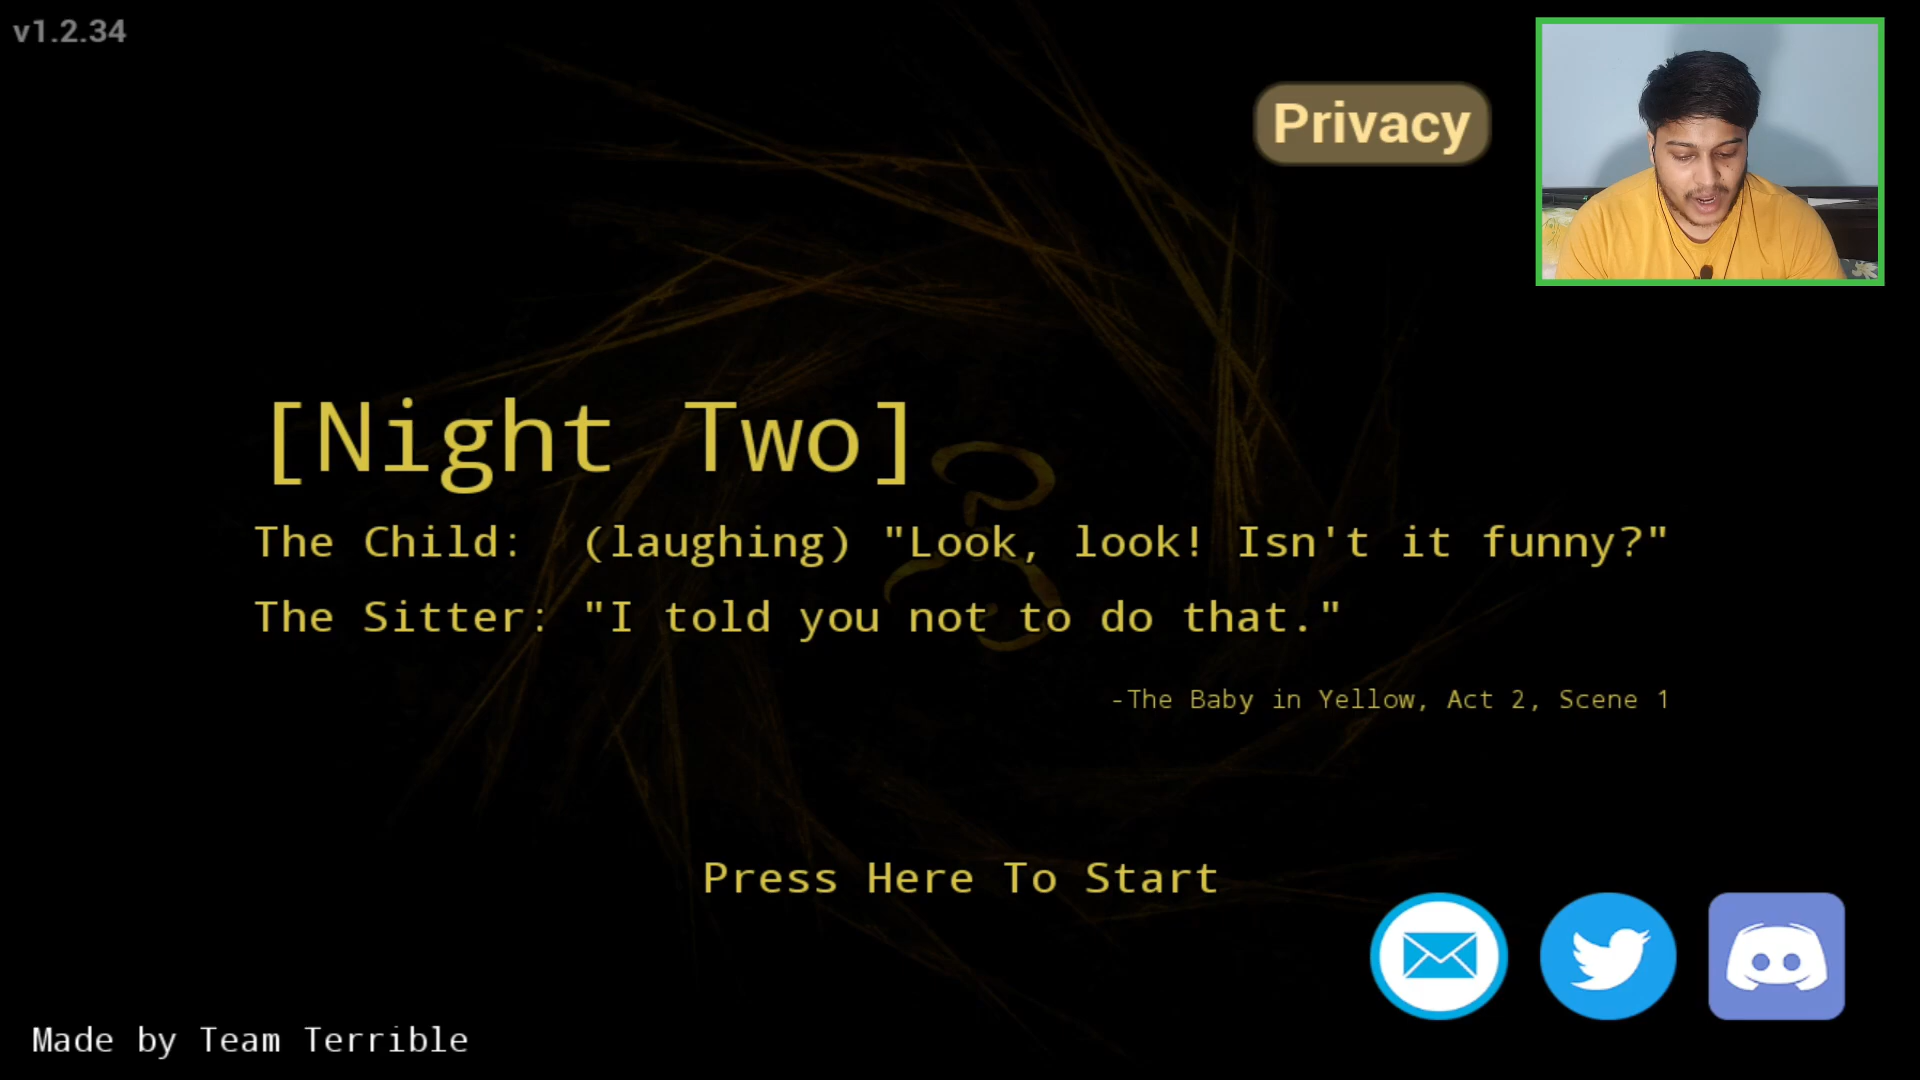 v1.2.34
Privacy
[Night Two]
The Child: (laughing) "Look, look! Isn't it funny?"
The Sitter: "I told you not to do that."
-The Baby in Yellow, Act 2, Scene 1
Press Here To Start
Made by Team Terrible